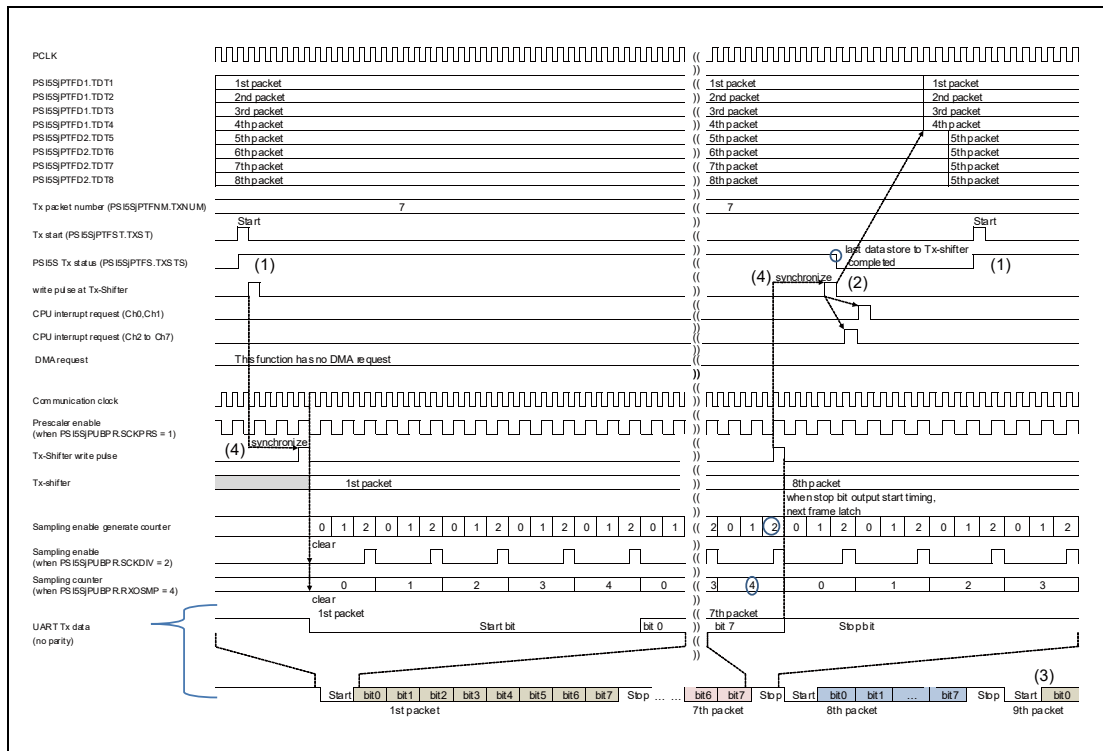 PCLK
PSI5SjPTFD1.TDT1 1st packet 1st packet 1st packet
PSI5SjPTFD1.TDT2 2nd packet 2nd packet 2nd packet
PSI5SjPTFD1.TDT3 3rd packet 3rd packet 3rd packet
PSI5SjPTFD1.TDT4 4th packet 4th packet 4th packet
PSI5SjPTFD2.TDT5 5th packet 5th packet 5th packet
PSI5SjPTFD2.TDT6 6th packet 6th packet 5th packet
PSI5SjPTFD2.TDT7 7th packet 7th packet 5th packet
PSI5SjPTFD2.TDT8 8th packet 8th packet 5th packet
Tx packet number (PSI5SjPTFNM.TXNUM) 7 7
Start Start
Tx start (PSI5SjPTFST.TXST)
last data store to Tx-shifter
PSI5S Tx status (PSI5SjPTFS.TXSTS) (1) completed (1)
(4) synchronize (2)
write pulse at Tx-Shifter
CPU interrupt request (Ch0,Ch1)
CPU interrupt request (Ch2 to Ch7)
DMA request This function has no DMA request
Communication clock
Prescaler enable
(when PSI5SjPUBPR.SCKPRS = 1)
(4) synchronize
Tx-Shifter write pulse
Tx-shifter 1st packet 8th packet
when stop bit output start timing,
next frame latch
Sampling enable generate counter 0 1 2 0 1 2 0 1 2 0 1 2 0 1 2 0 1 2 0 1 2 0 1 2 0 1 2 0 1 2 0 1 2
clear
Sampling enable
(when PSI5SjPUBPR.SCKDIV = 2)
Sampling counter
(when PSI5SjPUBPR.RXOSMP = 4) 0 1 2 3 4 0 3 4 0 1 2 3
clear
1st packet 7th packet
UART Tx data Start bit bit 0 bit 7 Stop bit
(no parity)
(3)
Start bit0 bit1 bit2 bit3 bit4 bit5 bit6 bit7 Stop ... ... bit6 bit7 Stop Start bit0 bit1 ... bit7 Stop Start bit0
1st packet 7th packet 8th packet 9th packet